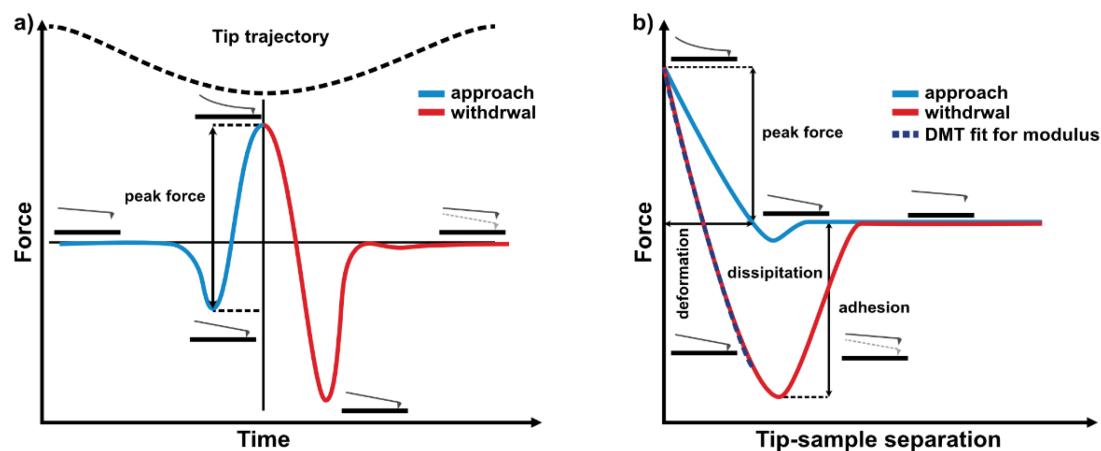 a)
Tip trajectory
approach
withdrwal
peak force
Force
Time
b)
approach
withdrwal
DMT fit for modulus
peak force
deformation
dissipitation
adhesion
Force
Tip-sample separation